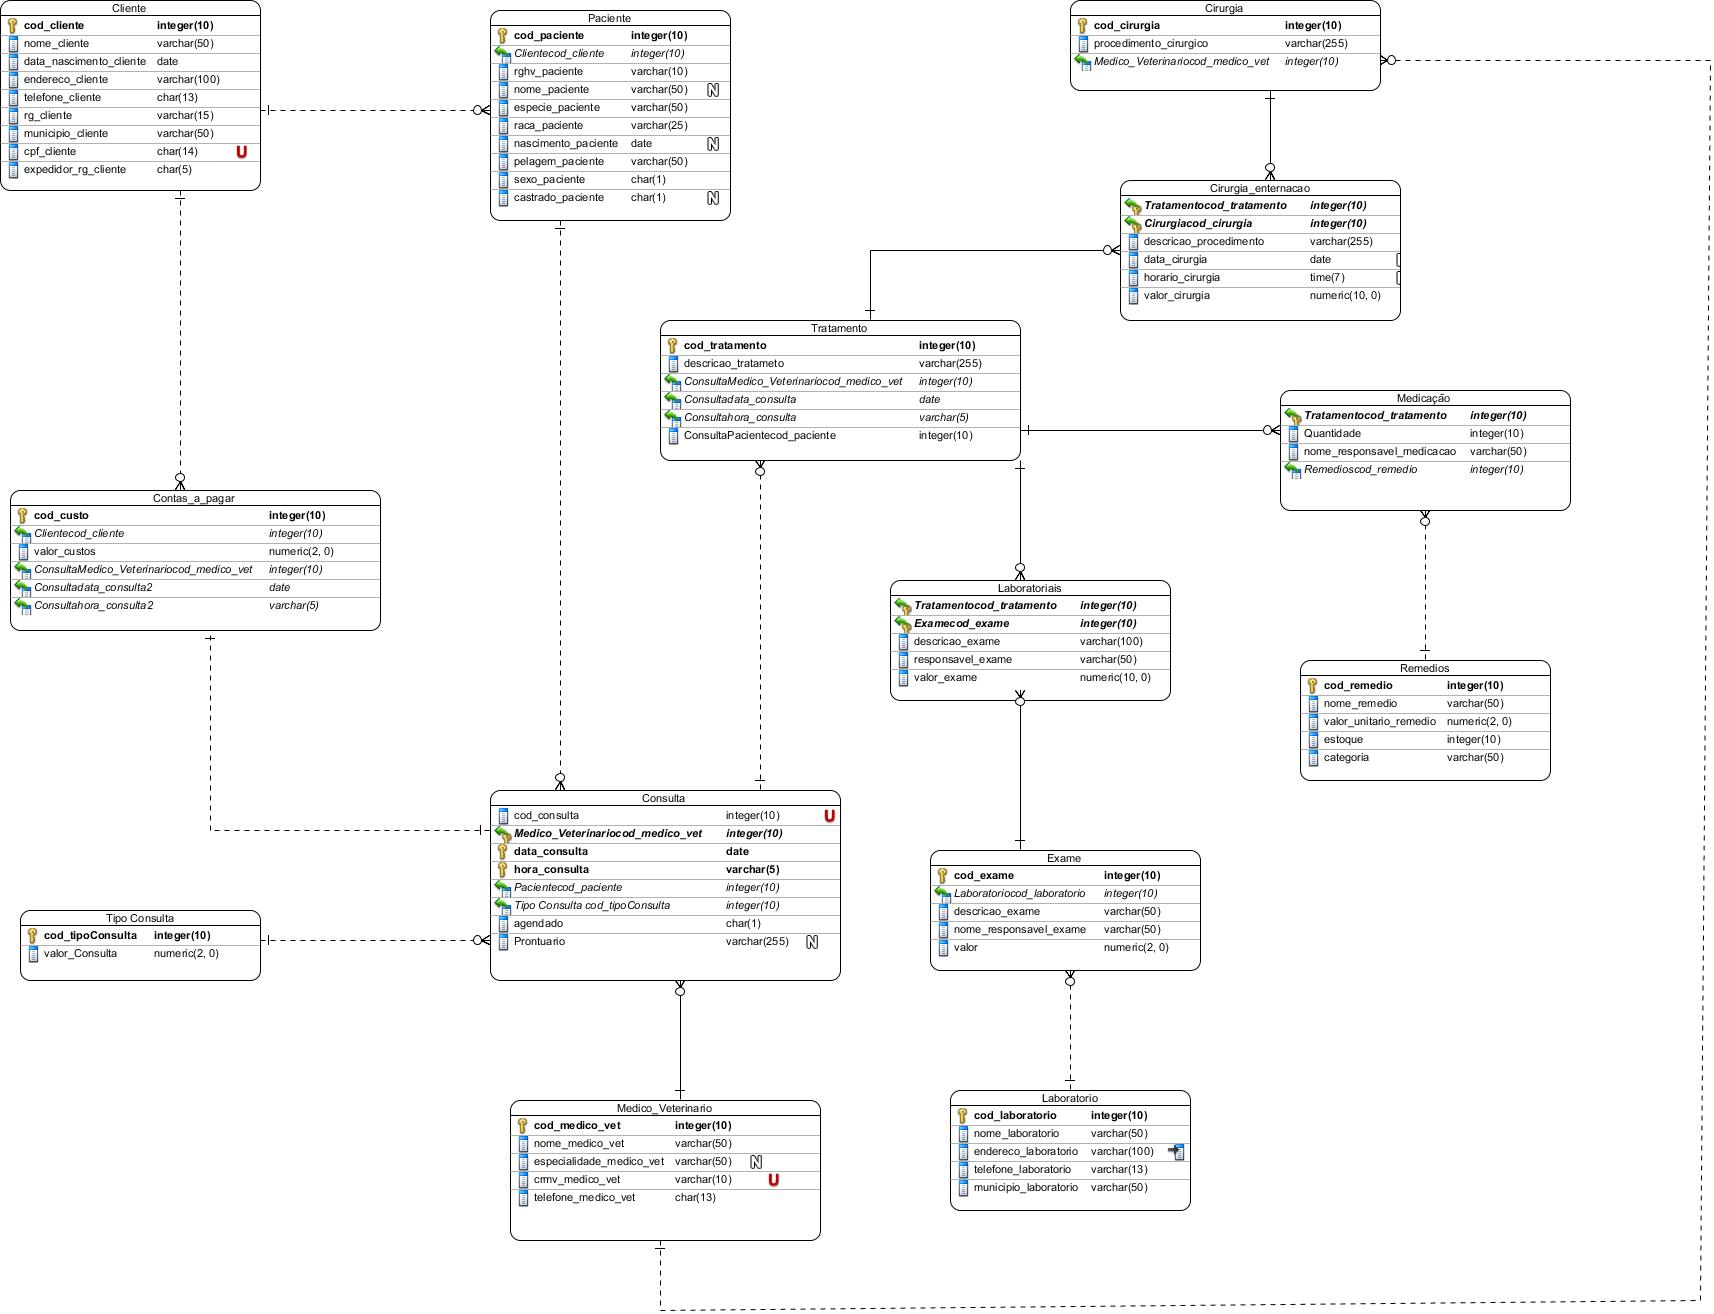 Cliente
cod_cliente integer(10)
nome_cliente varchar(50)
data_nascimento_cliente date
endereco_cliente varchar(100)
telefone_cliente char(13)
rg_cliente varchar(15)
municipio_cliente varchar(50)
cpf_cliente char(14) U
expedidor_rg_cliente char(5)
Paciente
cod_paciente integer(10)
Clientecod_cliente integer(10)
rghv_paciente varchar(10)
nome_paciente varchar(50) N
especie_paciente varchar(50)
raca_paciente varchar(25)
nascimento_paciente date N
pelagem_paciente varchar(50)
sexo_paciente char(1)
castrado_paciente char(1) N
Cirurgia
cod_cirurgia integer(10)
procedimento_cirurgico varchar(255)
Medico_Veterinariocod_medico_vet integer(10)
Cirurgia_enternacao
Tratamentocod_tratamento integer(10)
Cirurgiacod_cirurgia integer(10)
descricao_procedimento varchar(255)
data_cirurgia date
horario_cirurgia time(7)
valor_cirurgia numeric(10, 0)
Tratamento
cod_tratamento integer(10)
descricao_tratameto varchar(255)
ConsultaMedico_Veterinariocod_medico_vet integer(10)
Consultadata_consulta date
Consultahora_consulta varchar(5)
ConsultaPacientecod_paciente integer(10)
Medicação
Tratamentocod_tratamento integer(10)
Quantidade integer(10)
nome_responsavel_medicacao varchar(50)
Remedioscod_remedio integer(10)
Contas_a_pagar
cod_custo integer(10)
Clientecod_cliente integer(10)
valor_custos numeric(2, 0)
ConsultaMedico_Veterinariocod_medico_vet integer(10)
Consultadata_consulta2 date
Consultahora_consulta2 varchar(5)
Laboratoriais
Tratamentocod_tratamento integer(10)
Examecod_exame integer(10)
descricao_exame varchar(100)
responsavel_exame varchar(50)
valor_exame numeric(10, 0)
Remedios
cod_remedio integer(10)
nome_remedio varchar(50)
valor_unitario_remedio numeric(2, 0)
estoque integer(10)
categoria varchar(50)
Consulta
cod_consulta integer(10) U
Medico_Veterinariocod_medico_vet integer(10)
data_consulta date
hora_consulta varchar(5)
Pacientecod_paciente integer(10)
Tipo Consulta cod_tipoConsulta integer(10)
agendado char(1)
Prontuario varchar(255) N
Tipo Consulta
cod_tipoConsulta integer(10)
valor_Consulta numeric(2, 0)
Exame
cod_exame integer(10)
Laboratoriocod_laboratorio integer(10)
descricao_exame varchar(50)
nome_responsavel_exame varchar(50)
valor numeric(2, 0)
Medico_Veterinario
cod_medico_vet integer(10)
nome_medico_vet varchar(50)
especialidade_medico_vet varchar(50) N
crmv_medico_vet varchar(10) U
telefone_medico_vet char(13)
Laboratorio
cod_laboratorio integer(10)
nome_laboratorio varchar(50)
endereco_laboratorio varchar(100)
telefone_laboratorio varchar(13)
municipio_laboratorio varchar(50)